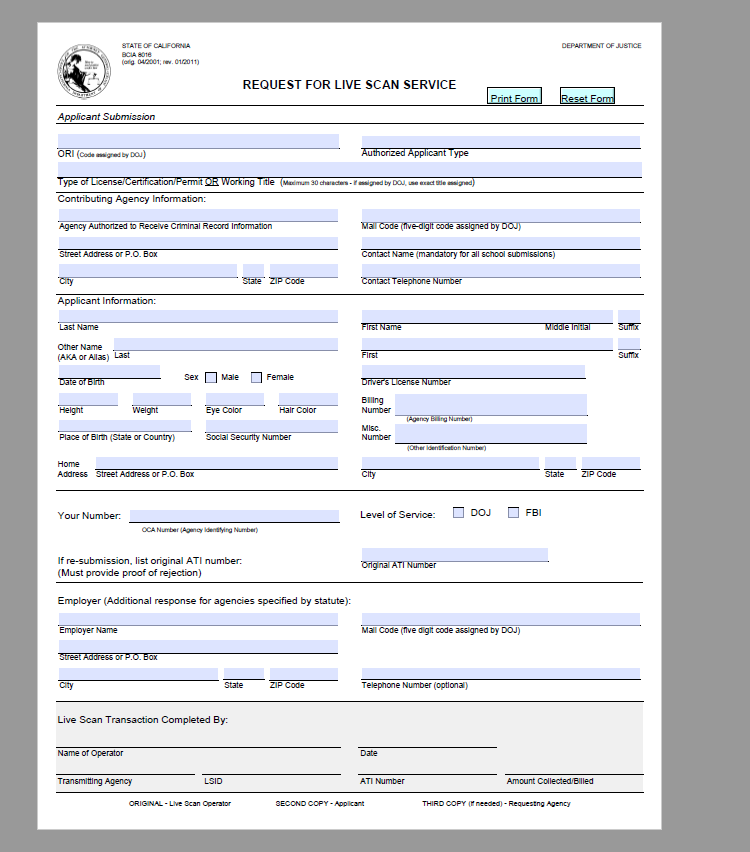 STATE OF CALIFORNIA
BCIA 8016
(orig. 04/2001; rev. 01/2011)
DEPARTMENT OF JUSTICE
REQUEST FOR LIVE SCAN SERVICE
Print Form Reset Form
Applicant Submission
ORI (Code assigned by DOJ) Authorized Applicant Type
Type of License/Certification/Permit OR Working Title (Maximum 30 characters - if assigned by DOJ, use exact title assigned)
Contributing Agency Information:
Agency Authorized to Receive Criminal Record Information Mail Code (five-digit code assigned by DOJ)
Street Address or P.O. Box Contact Name (mandatory for all school submissions)
City State ZIP Code Contact Telephone Number
Applicant Information:
Last Name First Name Middle Initial Suffix
Other Name
(AKA or Alias) Last First Suffix
Date of Birth Sex Male Female Driver's License Number
Height Weight Eye Color Hair Color Billing
Number
(Agency Billing Number)
Place of Birth (State or Country) Social Security Number Misc.
Number
(Other Identification Number)
Home
Address Street Address or P.O. Box City State ZIP Code
Your Number: Level of Service: DOJ FBI
OCA Number (Agency Identifying Number)
If re-submission, list original ATI number:
(Must provide proof of rejection) Original ATI Number
Employer (Additional response for agencies specified by statute):
Employer Name Mail Code (five digit code assigned by DOJ)
Street Address or P.O. Box
City State ZIP Code Telephone Number (optional)
Live Scan Transaction Completed By:
Name of Operator Date
Transmitting Agency LSID ATI Number Amount Collected/Billed
ORIGINAL - Live Scan Operator SECOND COPY - Applicant THIRD COPY (if needed) - Requesting Agency